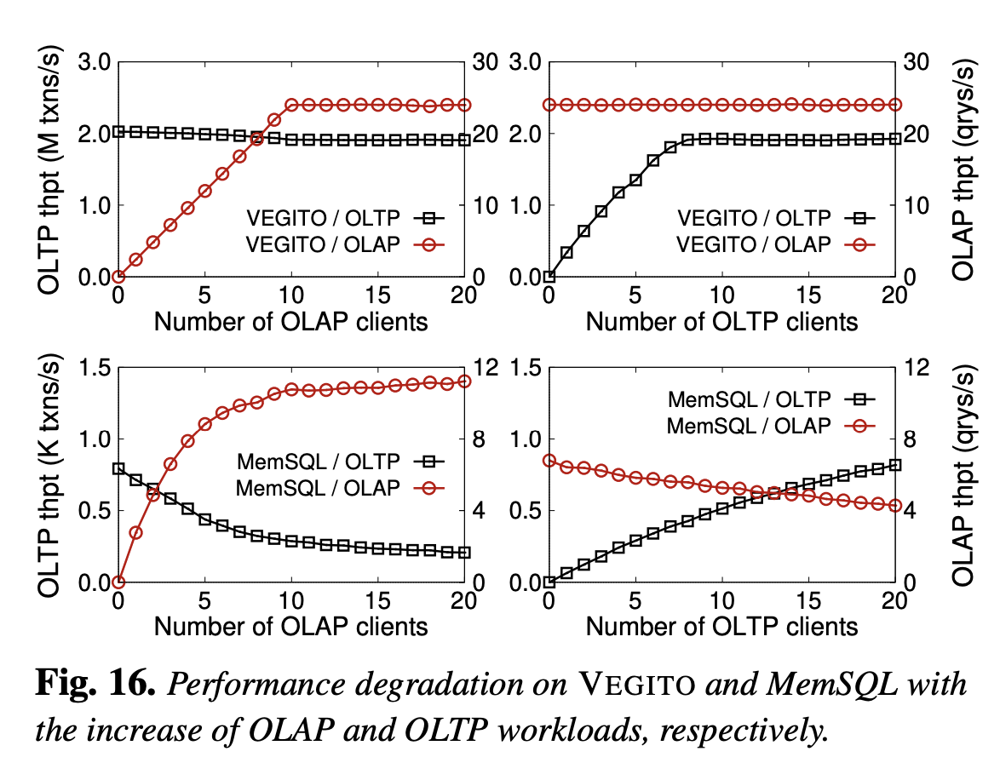 OLTP thpt (M txns/s)
3.0
2.0
1.0
0.0
30
20
10
0
0 5 10 15 20
Number of OLAP clients
VEGITO / OLTP
VEGITO / OLAP
3.0
2.0
1.0
0.0
30
20
10
0
0 5 10 15 20
Number of OLTP clients
VEGITO / OLTP
VEGITO / OLAP
OLAP thpt (qrys/s)
OLTP thpt (K txns/s)
1.5
1.0
0.5
0.0
12
8
4
0
0 5 10 15 20
Number of OLAP clients
MemSQL / OLTP
MemSQL / OLAP
1.5
1.0
0.5
0.0
12
8
4
0
0 5 10 15 20
Number of OLTP clients
MemSQL / OLTP
MemSQL / OLAP
OLAP thpt (qrys/s)
Fig. 16. Performance degradation on VEGITO and MemSQL with
the increase of OLAP and OLTP workloads, respectively.